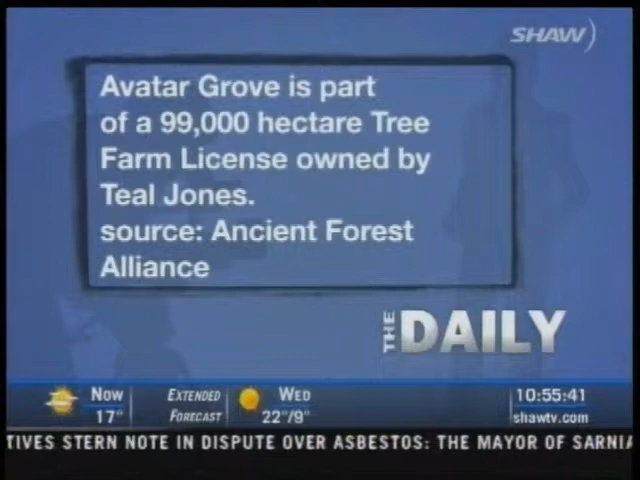 SHAW)
Avatar Grove is part
of a 99,000 hectare Tree
Farm License owned by
Teal Jones.
source: Ancient Forest
Alliance
THE DAILY
Now
17°
EXTENDED
FORECAST
WED
22°/9°
10:55:41
shawtv.com
TIVES STERN NOTE IN DISPUTE OVER ASBESTOS: THE MAYOR OF SARNIA